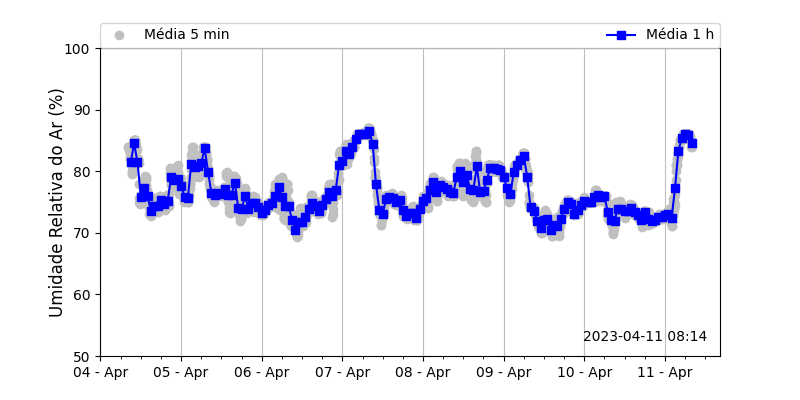 Média 5 min Média 1 h
100
90
80
70
60
50
Umidade Relativa do Ar (%)
2023-04-11 08:14
04 - Apr 05 - Apr 06 - Apr 07 - Apr 08 - Apr 09 - Apr 10 - Apr 11 - Apr